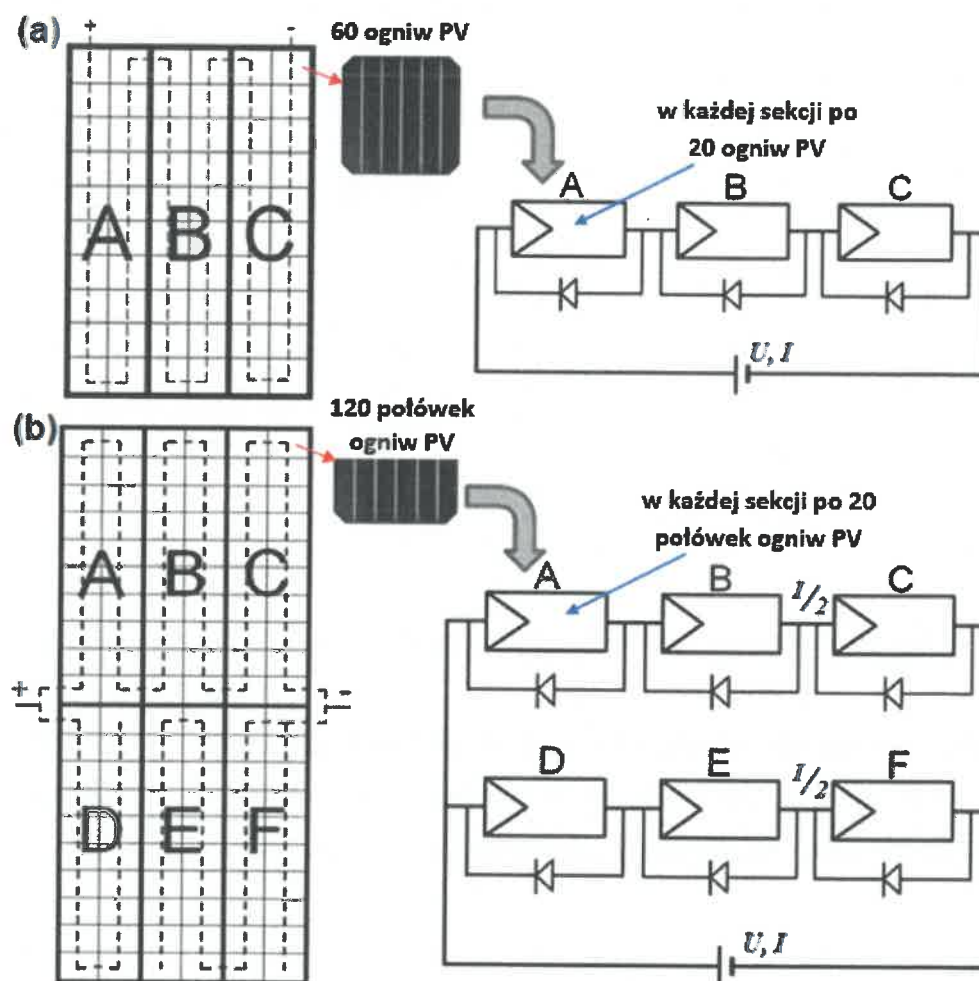 (a)
+
-
60 ogniw PV
A B C
w każdej sekcji po
20 ogniw PV
A
B
C
U, I
(b)
120 połówek
ogniw PV
A B C
+
-
D E F
w każdej sekcji po 20
połówek ogniw PV
A
B
I/2
C
D
E
I/2
F
U, I